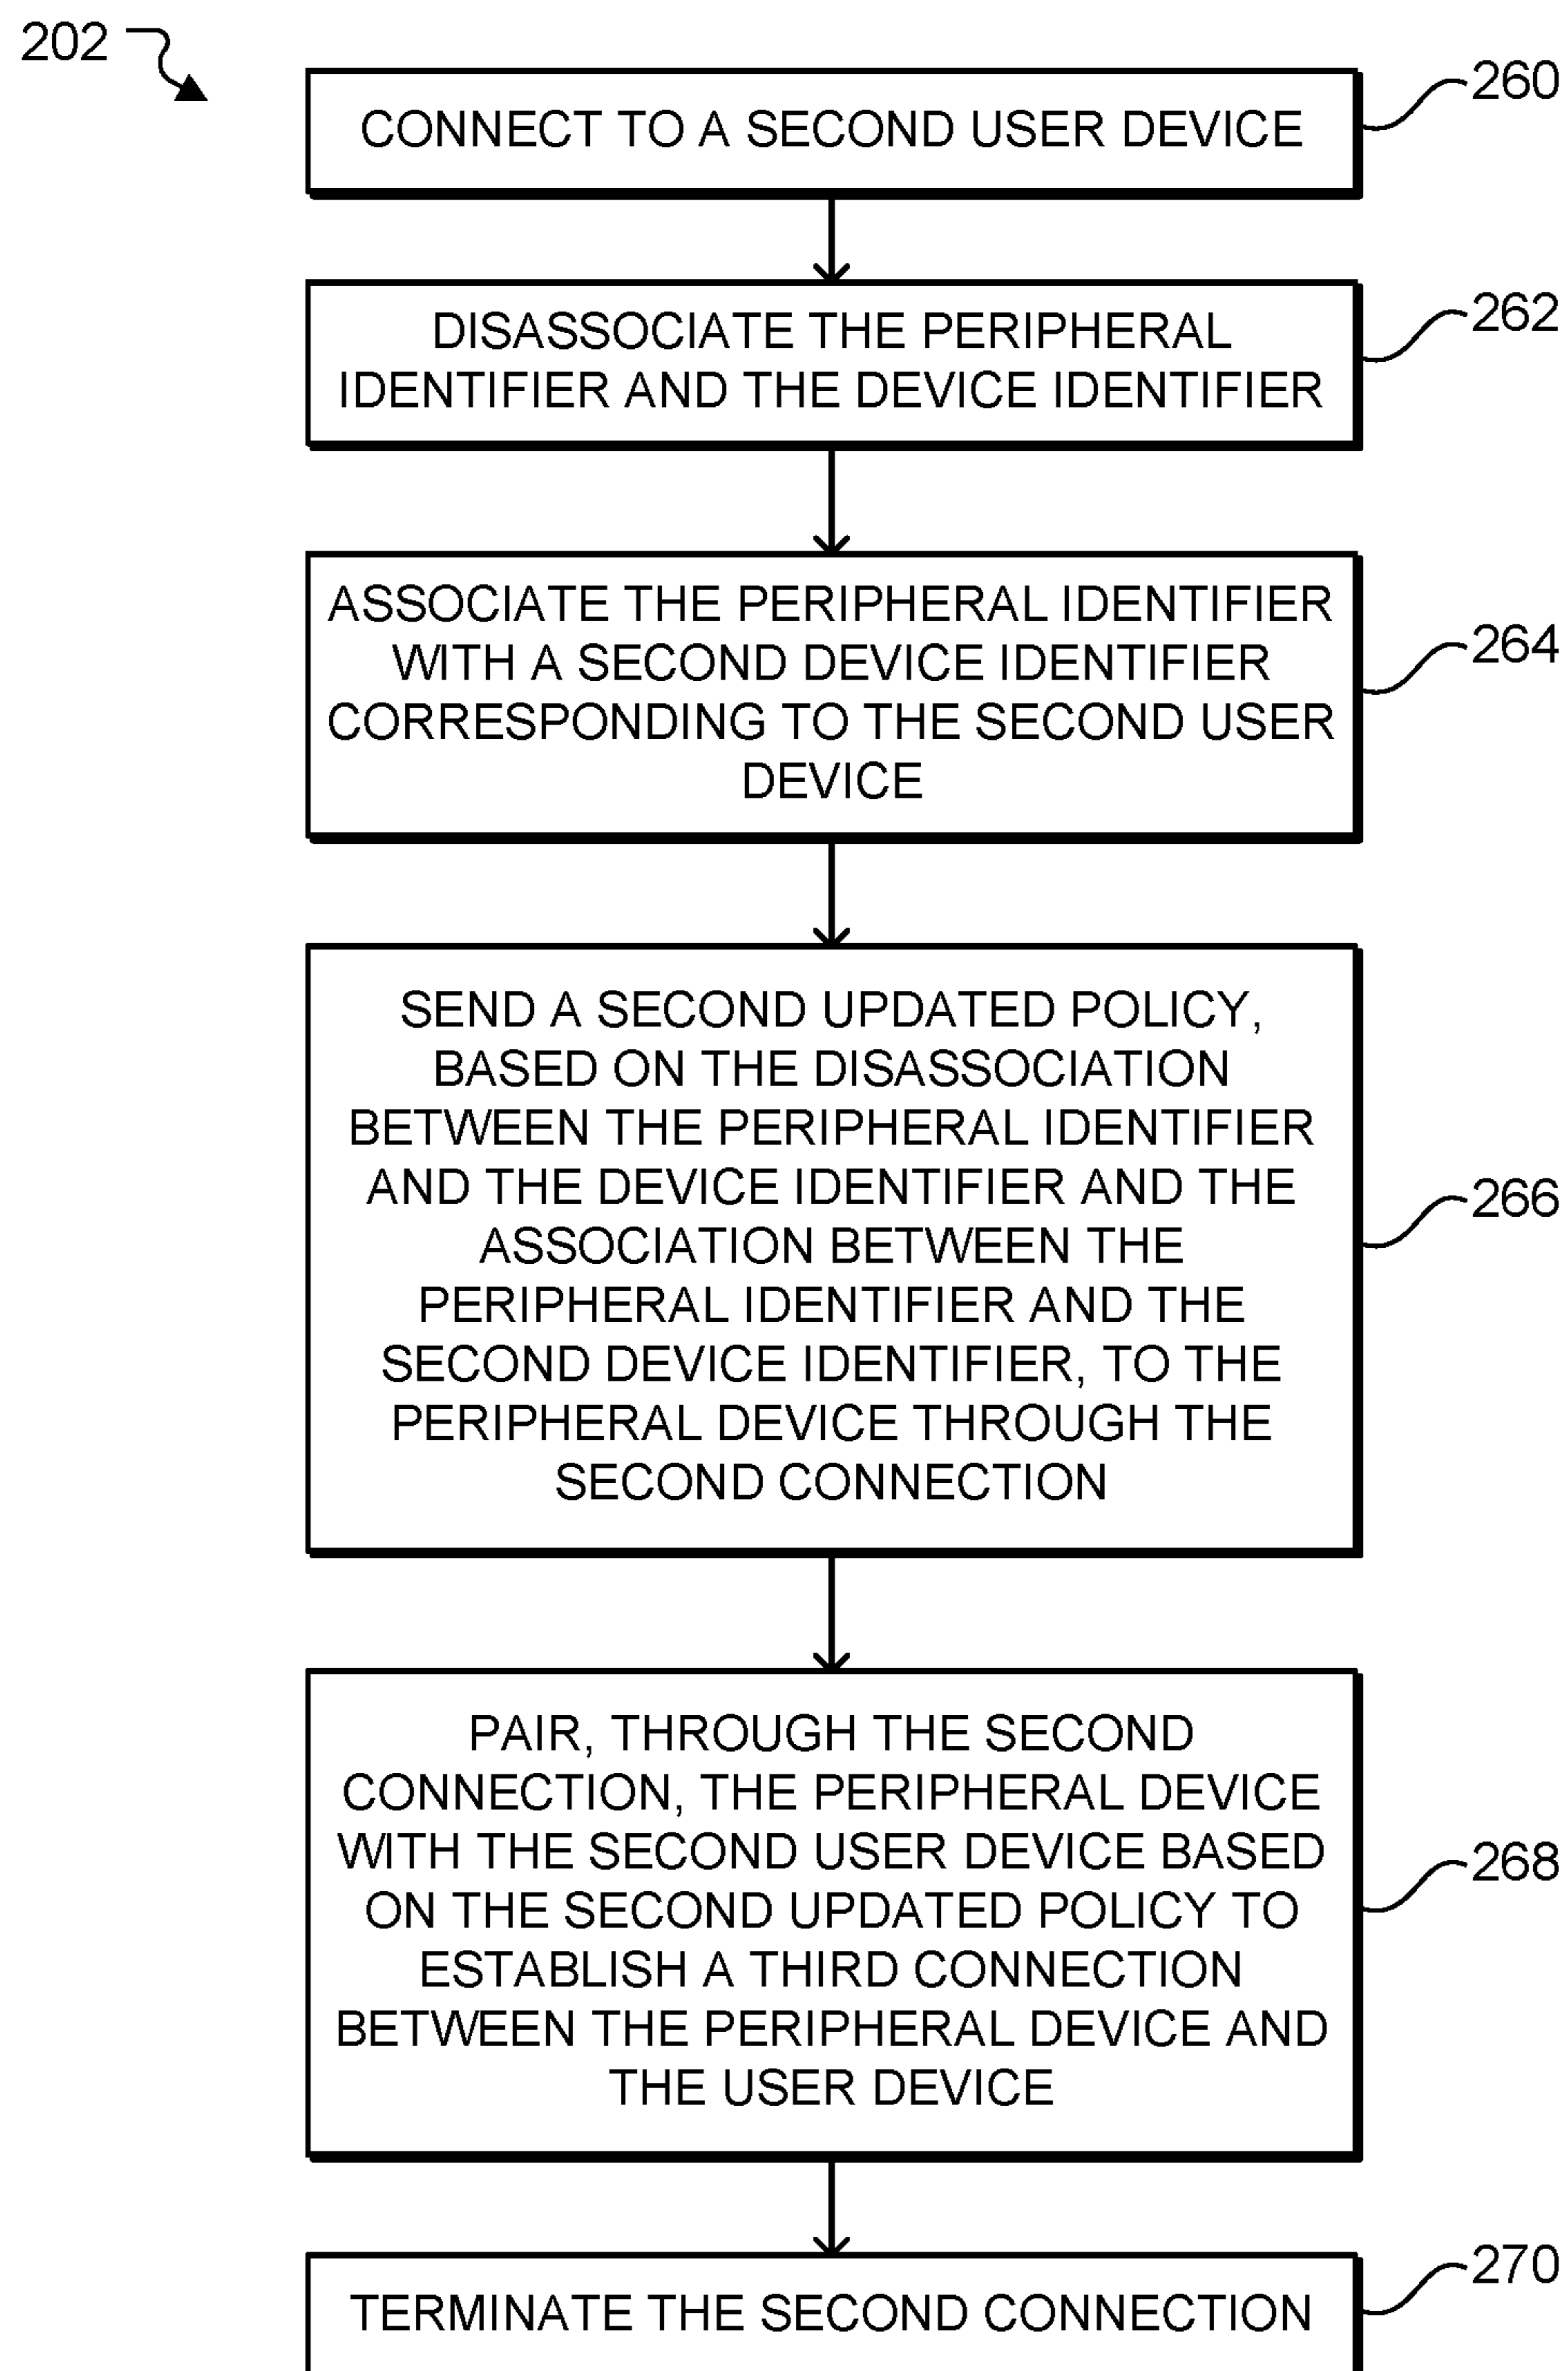 202
CONNECT TO A SECOND USER DEVICE
260
DISASSOCIATE THE PERIPHERAL
IDENTIFIER AND THE DEVICE IDENTIFIER
262
ASSOCIATE THE PERIPHERAL IDENTIFIER
WITH A SECOND DEVICE IDENTIFIER
CORRESPONDING TO THE SECOND USER
DEVICE
264
SEND A SECOND UPDATED POLICY,
BASED ON THE DISASSOCIATION
BETWEEN THE PERIPHERAL IDENTIFIER
AND THE DEVICE IDENTIFIER AND THE
ASSOCIATION BETWEEN THE
PERIPHERAL IDENTIFIER AND THE
SECOND DEVICE IDENTIFIER, TO THE
PERIPHERAL DEVICE THROUGH THE
SECOND CONNECTION
266
PAIR, THROUGH THE SECOND
CONNECTION, THE PERIPHERAL DEVICE
WITH THE SECOND USER DEVICE BASED
ON THE SECOND UPDATED POLICY TO
ESTABLISH A THIRD CONNECTION
BETWEEN THE PERIPHERAL DEVICE AND
THE USER DEVICE
268
TERMINATE THE SECOND CONNECTION
270